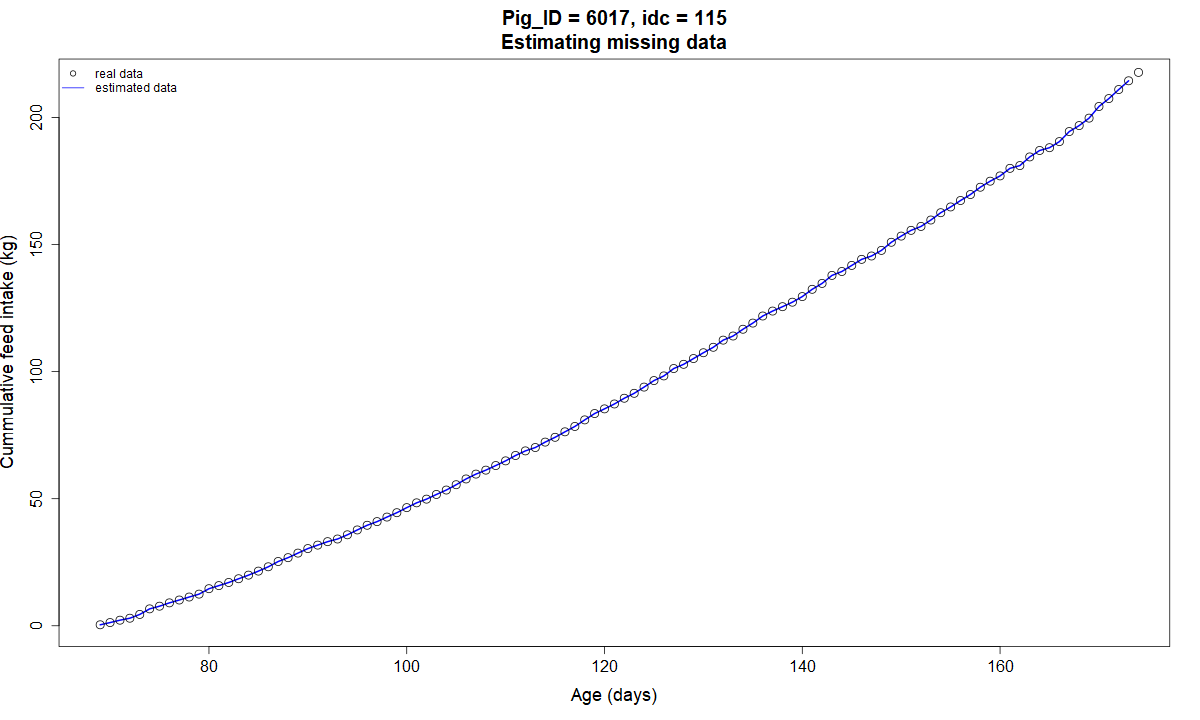 Pig_ID = 6017, idc = 115
Estimating missing data
real data
estimated data
Cummulative feed intake (kg)
200
150
100
50
0
80 100 120 140 160
Age (days)